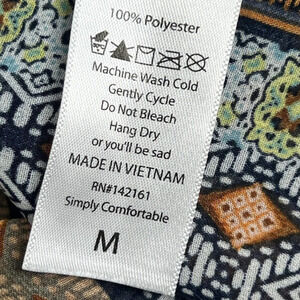 100% Polyester
Machine Wash Cold
Gently Cycle
Do Not Bleach
Hang Dry
or you'll be sad
MADE IN VIETNAM
RN#142161
Simply Comfortable
M